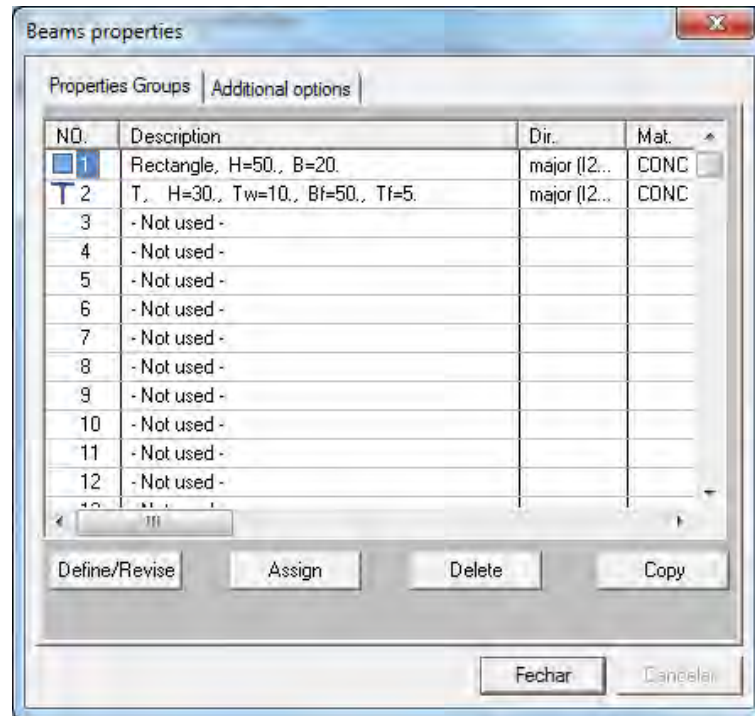 Beams properties
Properties Groups Additional options
NO. Description Dir. Mat.
1 Rectangle, H=50., B=20. major (I2... CONC
2 T, H=30., Tw=10., Bf=50., Tf=5. major (I2... CONC
3 - Not used -
4 - Not used -
5 - Not used -
6 - Not used -
7 - Not used -
8 - Not used -
9 - Not used -
10 - Not used -
11 - Not used -
12 - Not used -
Define/Revise Assign Delete Copy
Fechar Cancelar